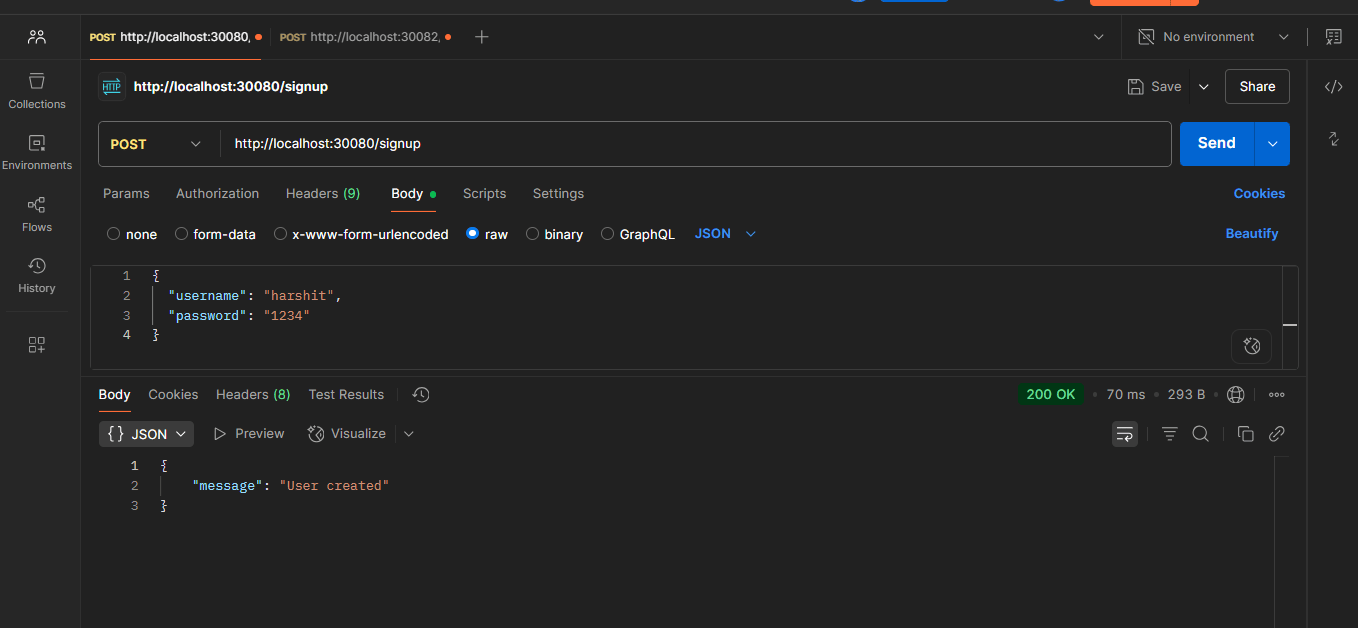 POST http://localhost:30080, POST http://localhost:30082, No environment
HTTP http://localhost:30080/signup Save Share
Collections
POST http://localhost:30080/signup Send
Environments
Params Authorization Headers (9) Body Scripts Settings Cookies
Flows
none form-data x-www-form-urlencoded raw binary GraphQL JSON Beautify
History
1 {
2 "username": "harshit",
3 "password": "1234"
4 }
Body Cookies Headers (8) Test Results 200 OK • 70 ms • 293 B
{} JSON Preview Visualize
1 {
2 "message": "User created"
3 }